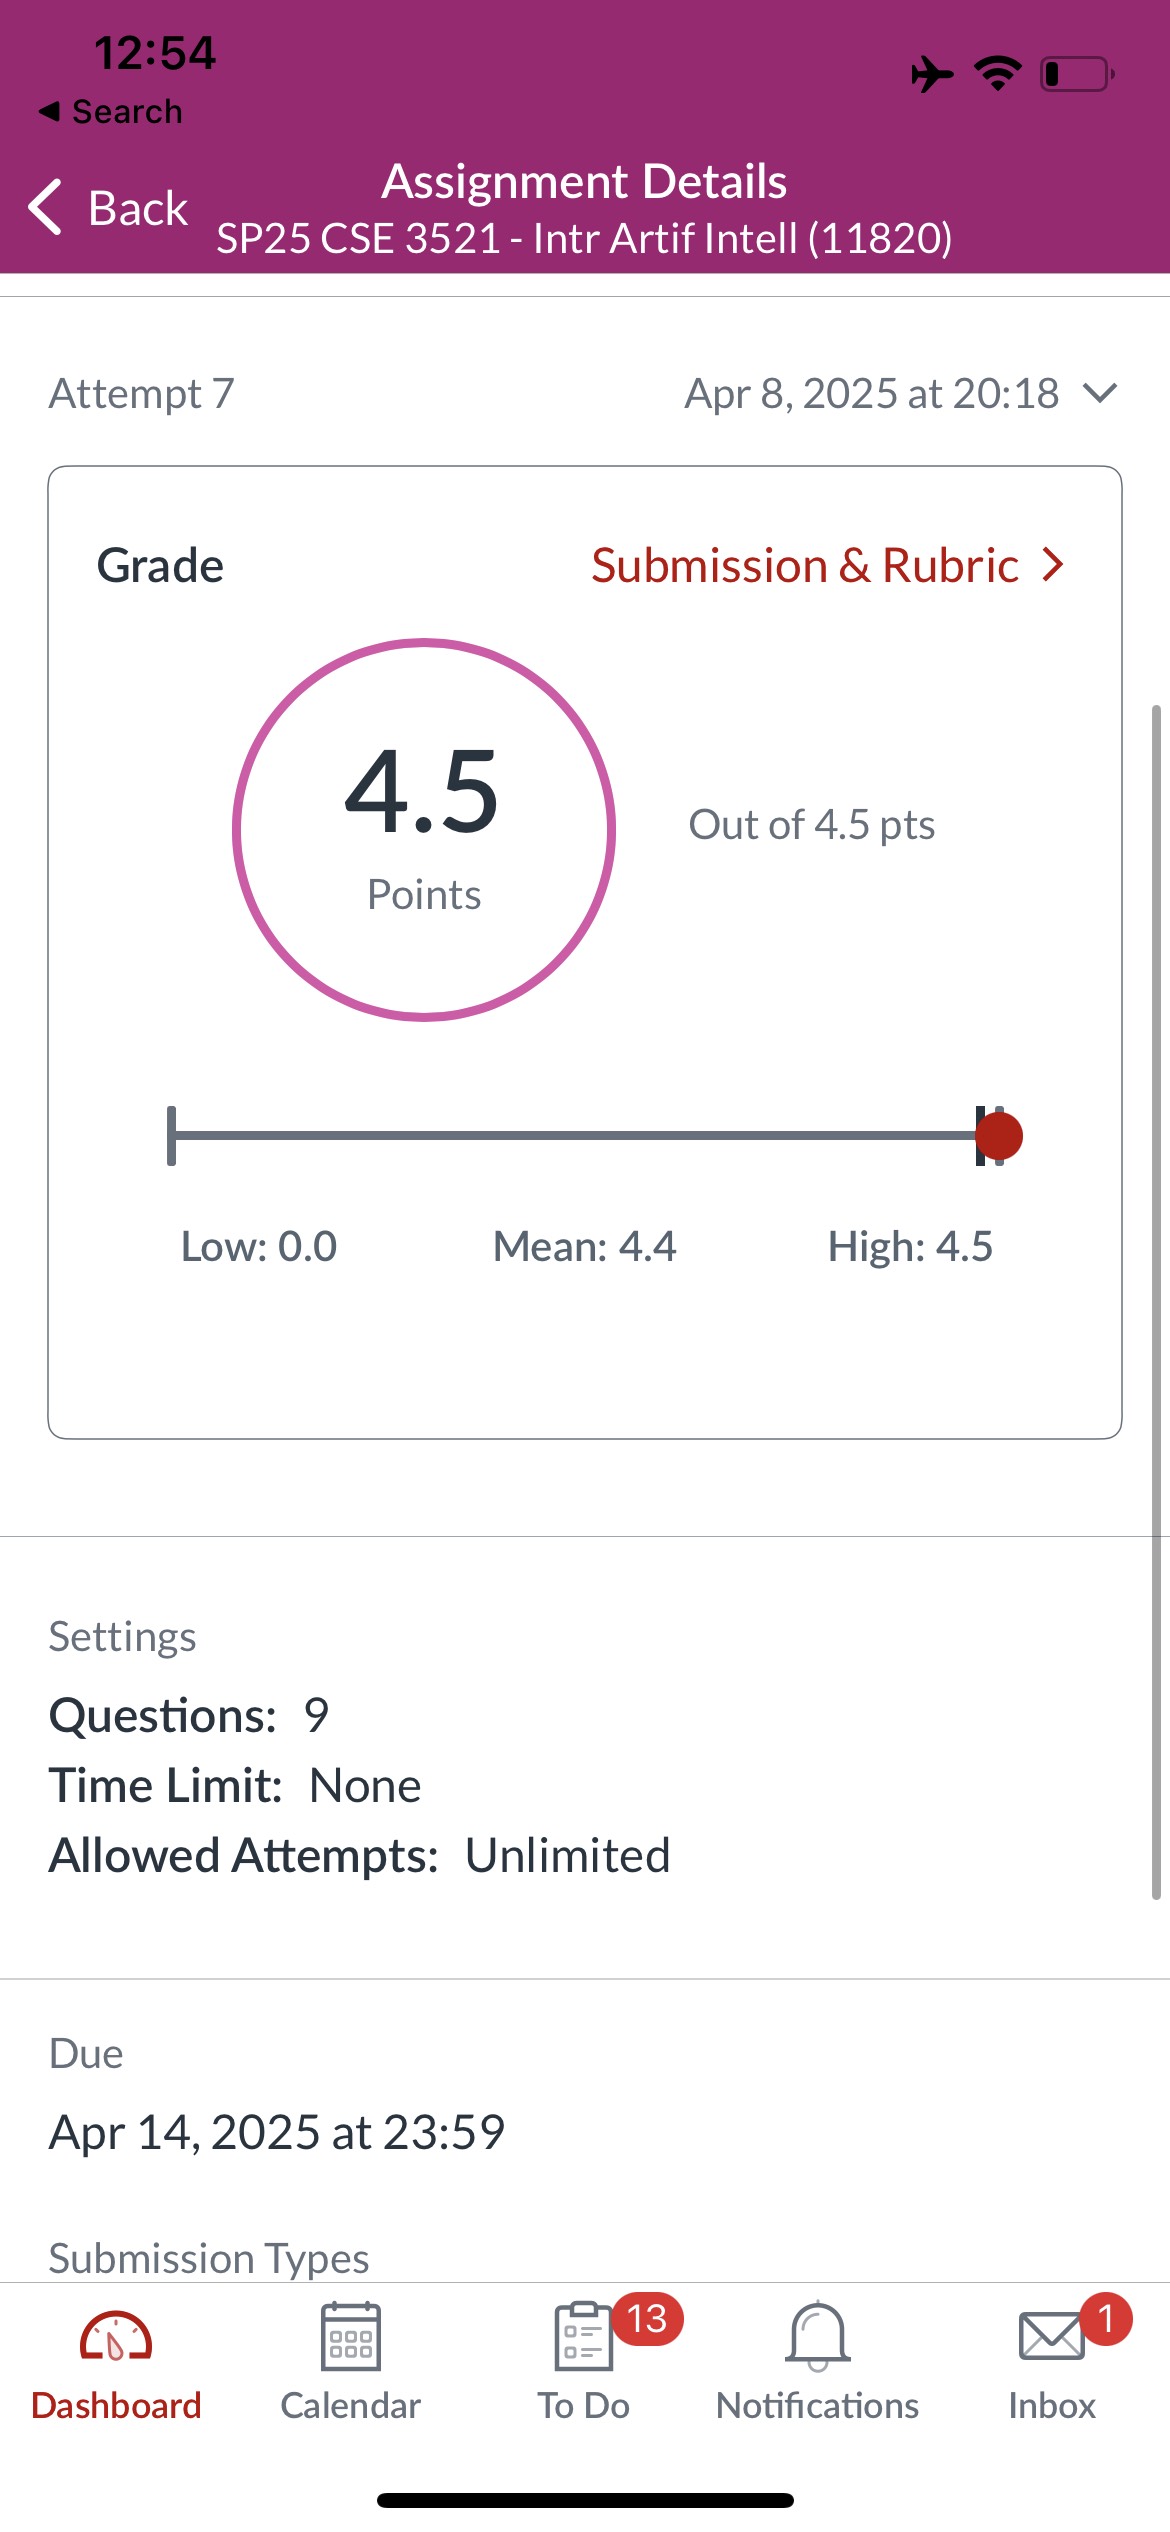 12:54
◀ Search
Back
Assignment Details
SP25 CSE 3521 - Intr Artif Intell (11820)
Attempt 7
Apr 8, 2025 at 20:18
Grade
Submission & Rubric
4.5
Points
Out of 4.5 pts
Low: 0.0
Mean: 4.4
High: 4.5
Settings
Questions: 9
Time Limit: None
Allowed Attempts: Unlimited
Due
Apr 14, 2025 at 23:59
Submission Types
13
1
Dashboard
Calendar
To Do
Notifications
Inbox